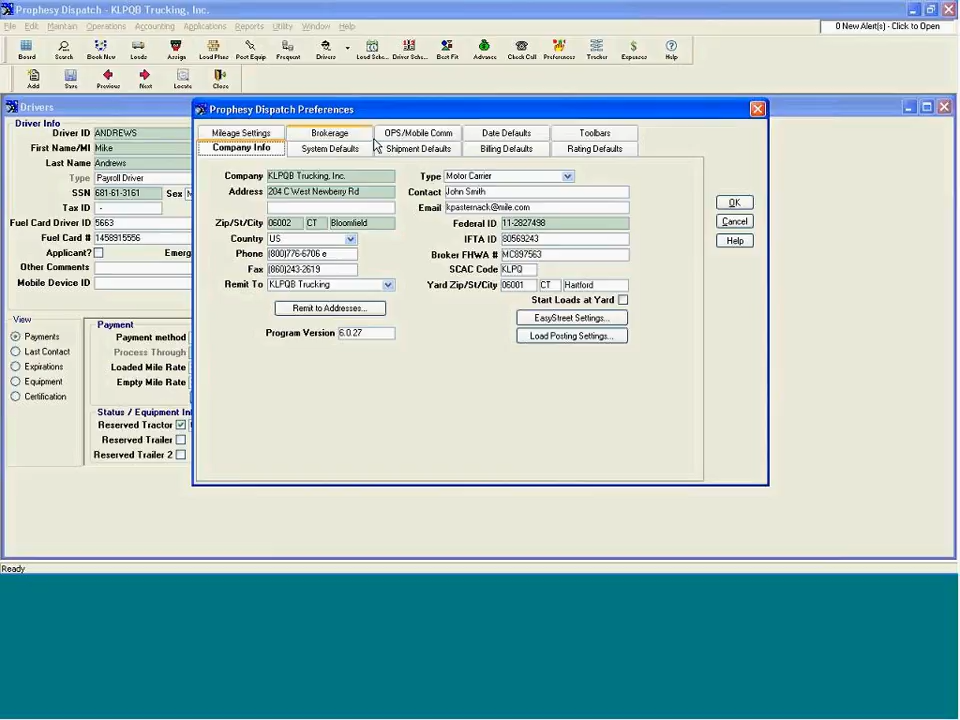 Prophesy Dispatch - KLPQB Trucking, Inc.
File Edit Maintain Operations Accounting Applications Reports Utility Window Help
0 New Alert(s) - Click to Open
Board Search Book New Loads Assign Load Plans Post Equip Frequent Drivers Load Sche... Driver Sche... Best Fit Advance Check Call Preferences Tracker Expenses Help
Add Save Previous Next Locate Close
Drivers
Prophesy Dispatch Preferences
Driver Info
Driver ID ANDREWS
First Name/MI Mike
Last Name Andrews
Type Payroll Driver
SSN 681-61-3161 Sex
Tax ID -
Fuel Card Driver ID 5663
Fuel Card # 1458915556
Applicant? Emerg
Other Comments
Mobile Device ID
View
Payments
Last Contact
Expirations
Equipment
Certification
Payment
Payment method
Process Through
Loaded Mile Rate
Empty Mile Rate
Status / Equipment In
Reserved Tractor
Reserved Trailer
Reserved Trailer 2
Mileage Settings Brokerage OPS/Mobile Comm Date Defaults Toolbars
Company Info System Defaults Shipment Defaults Billing Defaults Rating Defaults
Company KLPQB Trucking, Inc. Type Motor Carrier
Address 204 C West Newberry Rd Contact John Smith
Email kpasternack@mile.com
Zip/St/City 06002 CT Bloomfield Federal ID 11-2827498
Country US IFTA ID 80569243
Phone (800)776-6706 e Broker FHWA # MC897563
Fax (860)243-2619 SCAC Code KLPQ
Remit To KLPQB Trucking Yard Zip/St/City 06001 CT Hartford
Start Loads at Yard
Remit to Addresses...
EasyStreet Settings...
Program Version 6.0.27
Load Posting Settings...
OK
Cancel
Help
Ready